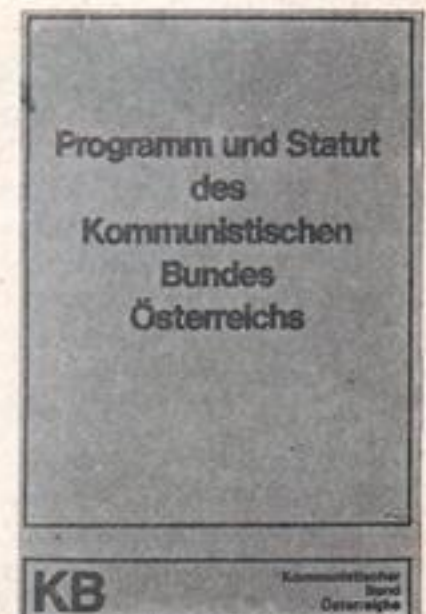 Programm und Statut
des
Kommunistischen
Bundes
Österreichs
KB
Kommunistischer
Bund
Österreichs